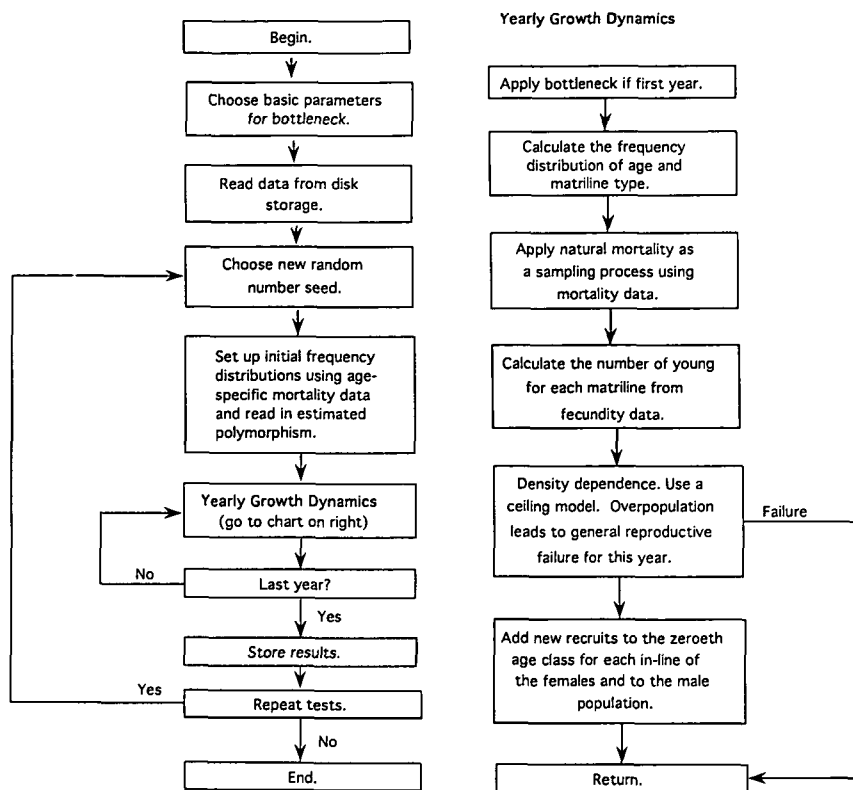 Begin.
Choose basic parameters
for bottleneck.
Read data from disk
storage.
Choose new random
number seed.
Set up initial frequency
distributions using age-
specific mortality data
and read in estimated
polymorphism.
Yearly Growth Dynamics
(go to chart on right)
No
Last year?
Yes
Store results.
Yes
Repeat tests.
No
End.
Yearly Growth Dynamics
Apply bottleneck if first year.
Calculate the frequency
distribution of age and
matriline type.
Apply natural mortality as
a sampling process using
mortality data.
Calculate the number of young
for each matriline from
fecundity data.
Density dependence. Use a
ceiling model. Overpopulation
leads to general reproductive
failure for this year.
Failure
Add new recruits to the zeroeth
age class for each in-line of
the females and to the male
population.
Return.